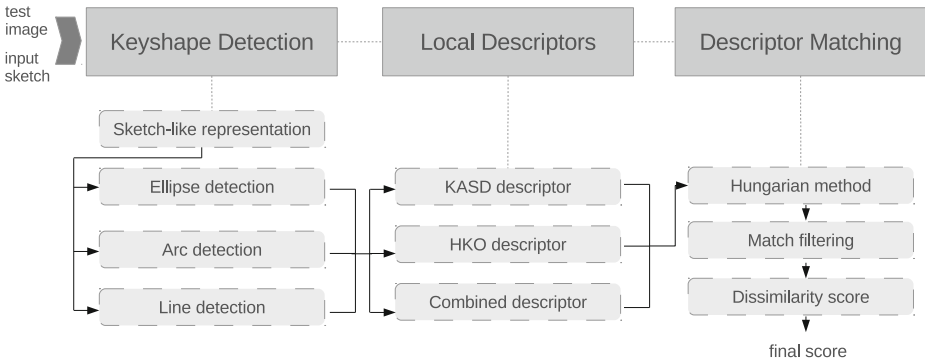 test
image
input
sketch
Keyshape Detection
Local Descriptors
Descriptor Matching
Sketch-like representation
Ellipse detection
Arc detection
Line detection
KASD descriptor
HKO descriptor
Combined descriptor
Hungarian method
Match filtering
Dissimilarity score
final score